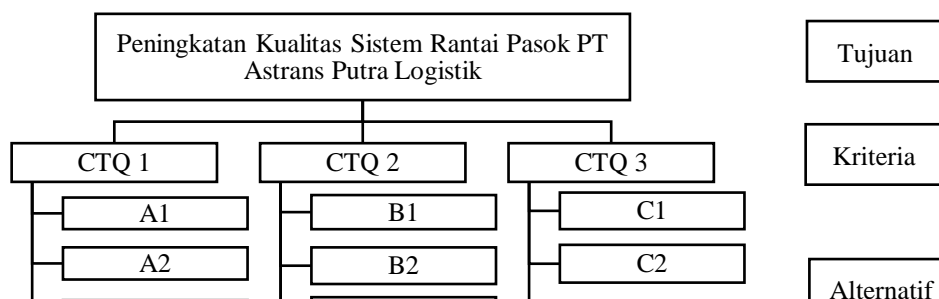 Peningkatan Kualitas Sistem Rantai Pasok PT
Astrans Putra Logistik
Tujuan
CTQ 1
CTQ 2
CTQ 3
Kriteria
A1
B1
C1
A2
B2
C2
Alternatif